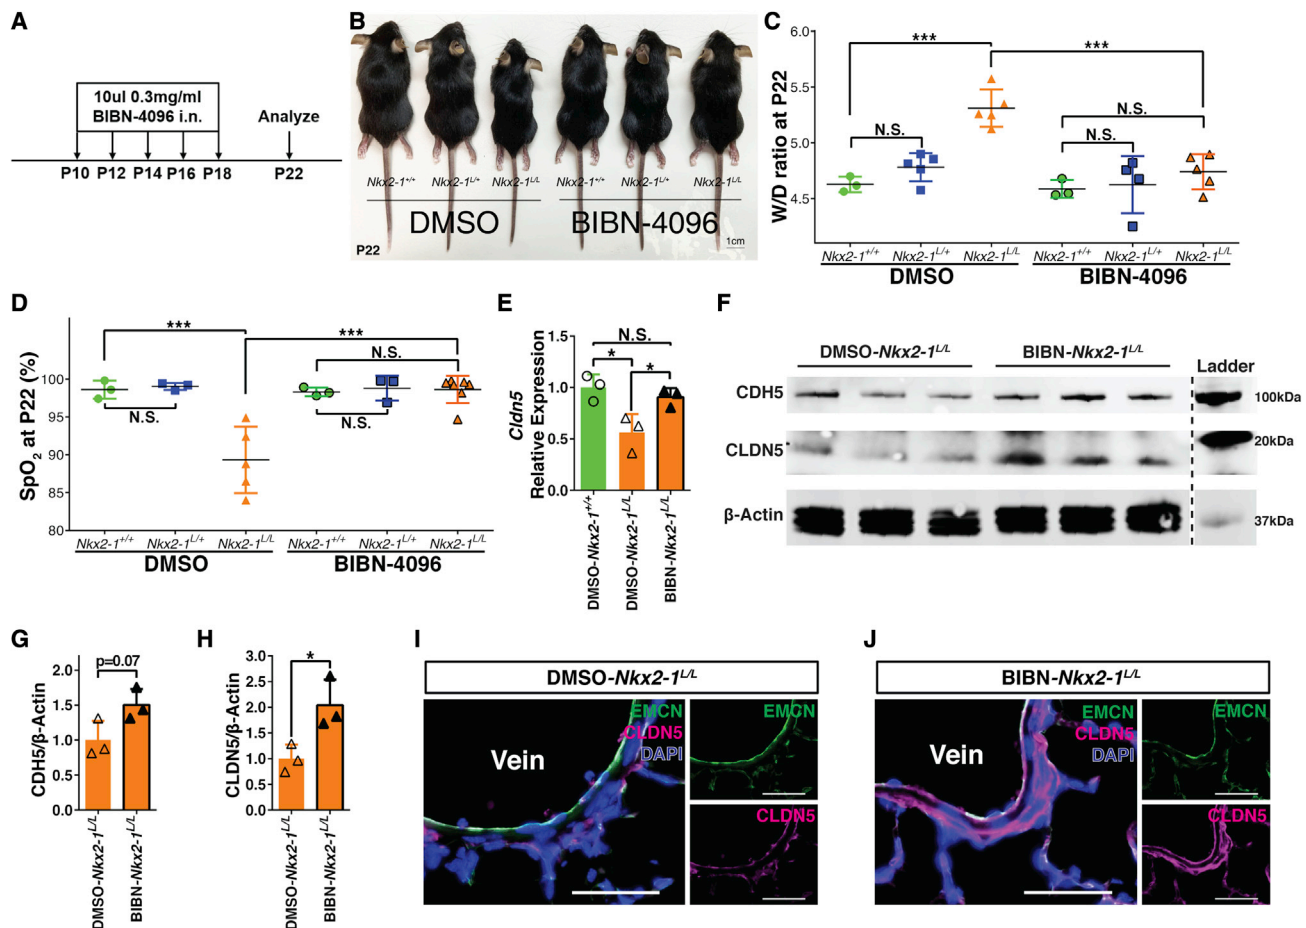 A
10ul 0.3mg/ml
BIBN-4096 i.n.
Analyze
P10 P12 P14 P16 P18 P22
B
Nkx2-1+/+ Nkx2-1L/+ Nkx2-1L/L Nkx2-1+/+ Nkx2-1L/+ Nkx2-1L/L
DMSO BIBN-4096
P22
1cm
C
W/D ratio at P22
6.0
5.5
5.0
4.5
***
***
N.S.
N.S.
N.S.
Nkx2-1+/+ Nkx2-1L/+ Nkx2-1L/L Nkx2-1+/+ Nkx2-1L/+ Nkx2-1L/L
DMSO BIBN-4096
D
SpO2 at P22 (%)
100
95
90
85
80
***
***
N.S.
N.S.
N.S.
Nkx2-1+/+ Nkx2-1L/+ Nkx2-1L/L Nkx2-1+/+ Nkx2-1L/+ Nkx2-1L/L
DMSO BIBN-4096
E
Cldn5
Relative Expression
1.5
1.0
0.5
0.0
N.S.
*
*
DMSO-Nkx2-1+/+
DMSO-Nkx2-1L/L
BIBN-Nkx2-1L/L
F
DMSO-Nkx2-1L/L BIBN-Nkx2-1L/L Ladder
CDH5 100kDa
CLDN5 20kDa
β-Actin 37kDa
G
CDH5/β-Actin
2.0
1.5
1.0
0.5
0.0
p=0.07
DMSO-Nkx2-1L/L
BIBN-Nkx2-1L/L
H
CLDN5/β-Actin
3.0
2.5
2.0
1.5
1.0
0.5
0.0
*
DMSO-Nkx2-1L/L
BIBN-Nkx2-1L/L
I
DMSO-Nkx2-1L/L
EMCN
CLDN5
DAPI
Vein
EMCN
CLDN5
J
BIBN-Nkx2-1L/L
EMCN
CLDN5
DAPI
Vein
EMCN
CLDN5